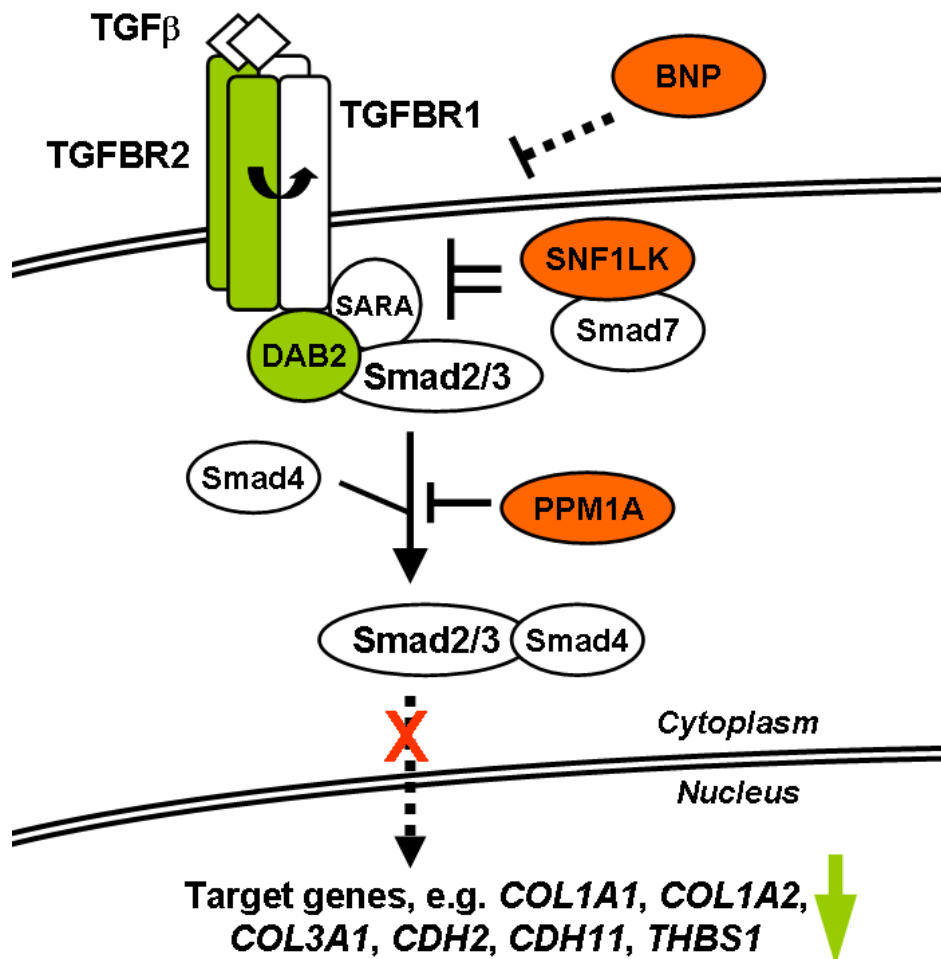 TGFβ
BNP
TGFBR1
TGFBR2
SNF1LK
SARA
Smad7
DAB2
Smad2/3
Smad4
PPM1A
Smad2/3
Smad4
X
Cytoplasm
Nucleus
Target genes, e.g. COL1A1, COL1A2,
COL3A1, CDH2, CDH11, THBS1